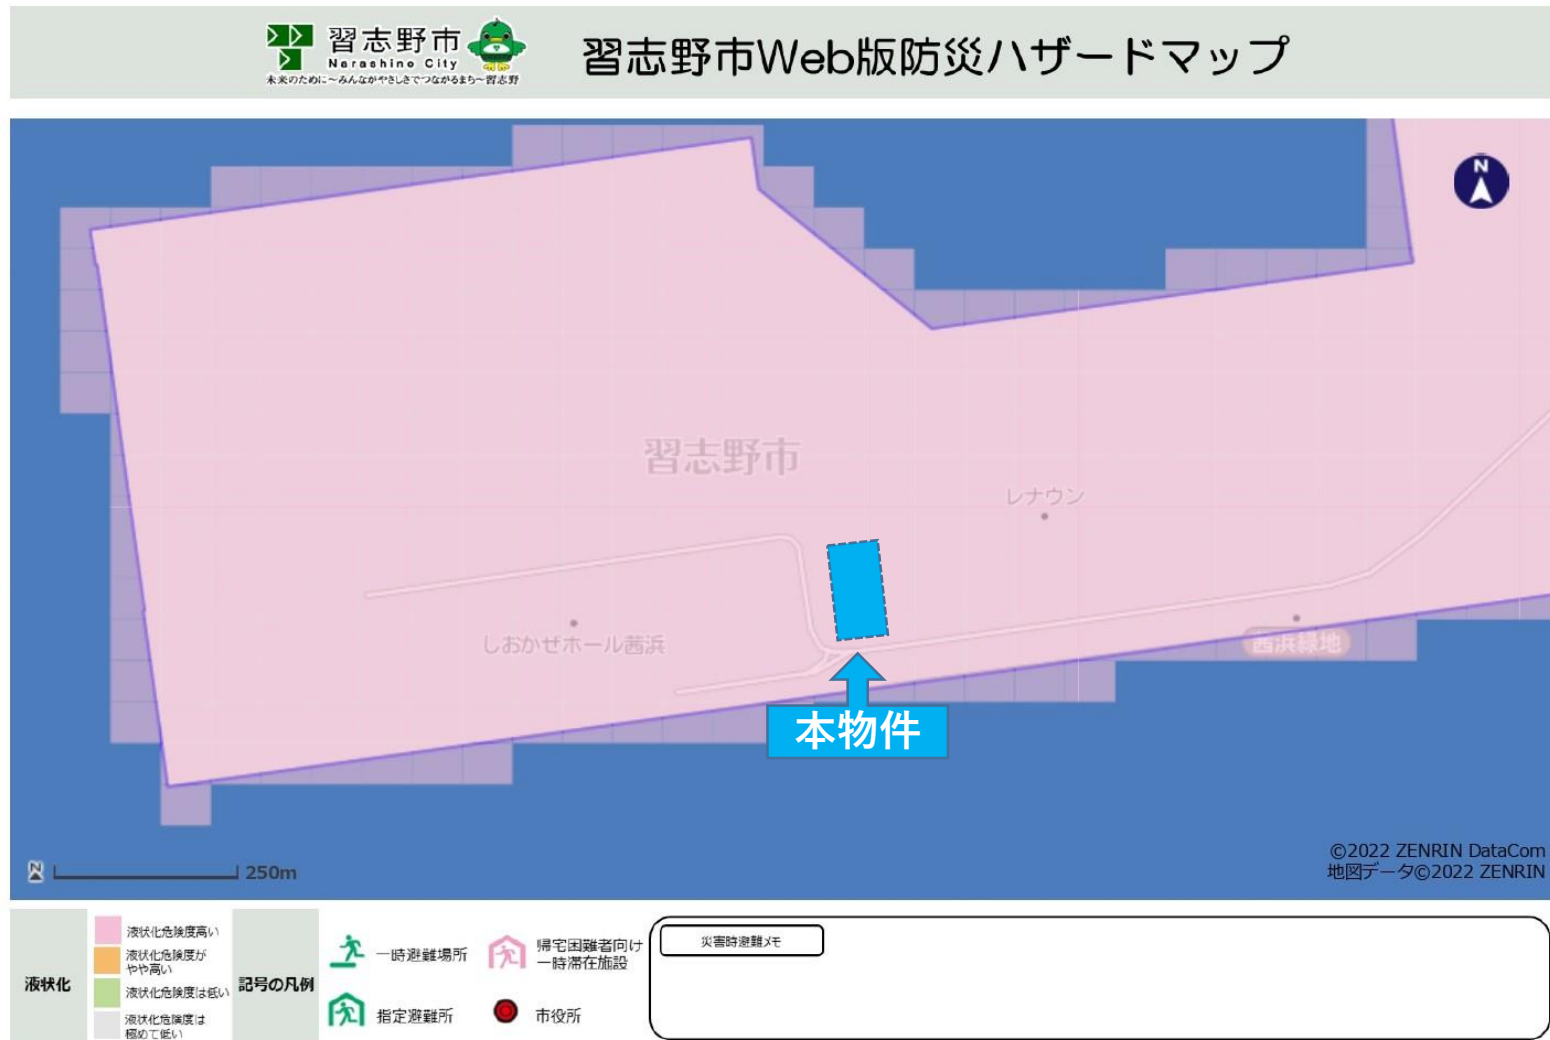 習志野市
Narashino City
未来のために～みんながやさしさでつながるまち～習志野
習志野市Web版防災ハザードマップ
N
習志野市
レナウン
しおかぜホール茜浜
茜浜緑地
本物件
N
250m
©2022 ZENRIN DataCom
地図データ©2022 ZENRIN
液状化
液状化危険度高い
液状化危険度が
やや高い
液状化危険度は低い
液状化危険度は
極めて低い
記号の凡例
一時避難場所
指定避難所
帰宅困難者向け
一時滞在施設
市役所
災害時避難メモ